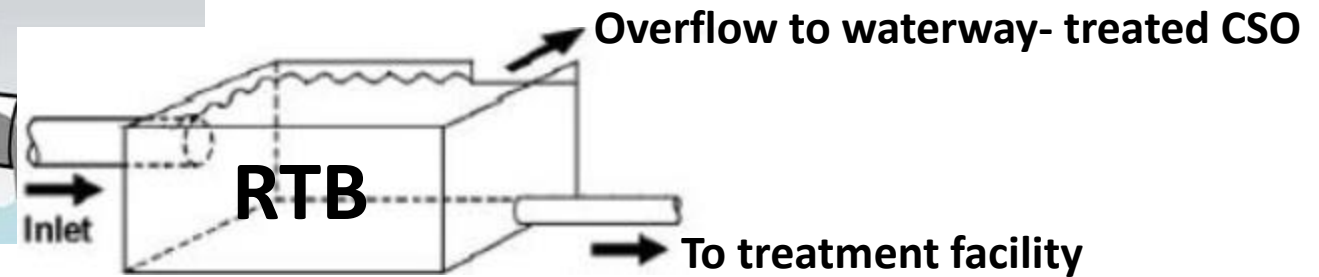 Overflow to waterway- treated CSO
RTB
Inlet
To treatment facility